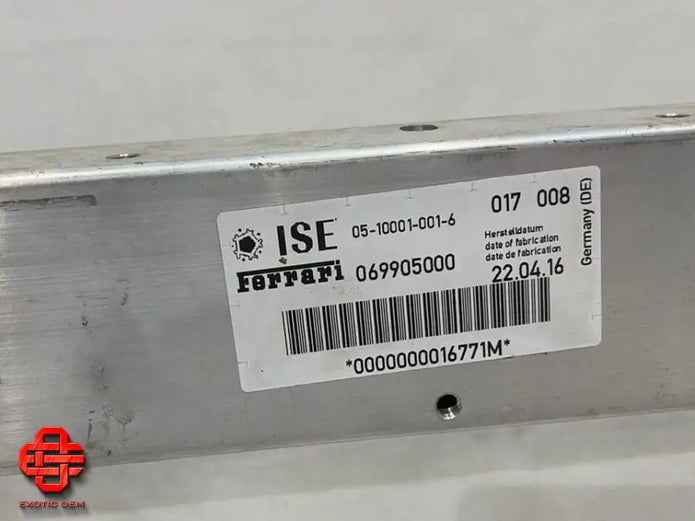 ISE 05-10001-001-6 017 008
Ferrari 069905000
Herstelldatum
date of fabrication
date de fabrication
22.04.16
Germany (DE)
*0000000016771M*
EXOTIC OEM